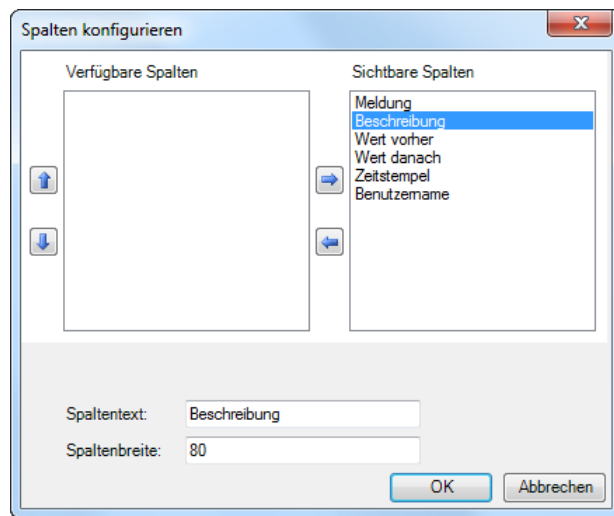 Spalten konfigurieren
Verfügbare Spalten
Sichtbare Spalten
Meldung
Beschreibung
Wert vorher
Wert danach
Zeitstempel
Benutzername
Spaltentext: Beschreibung
Spaltenbreite: 80
OK Abbrechen